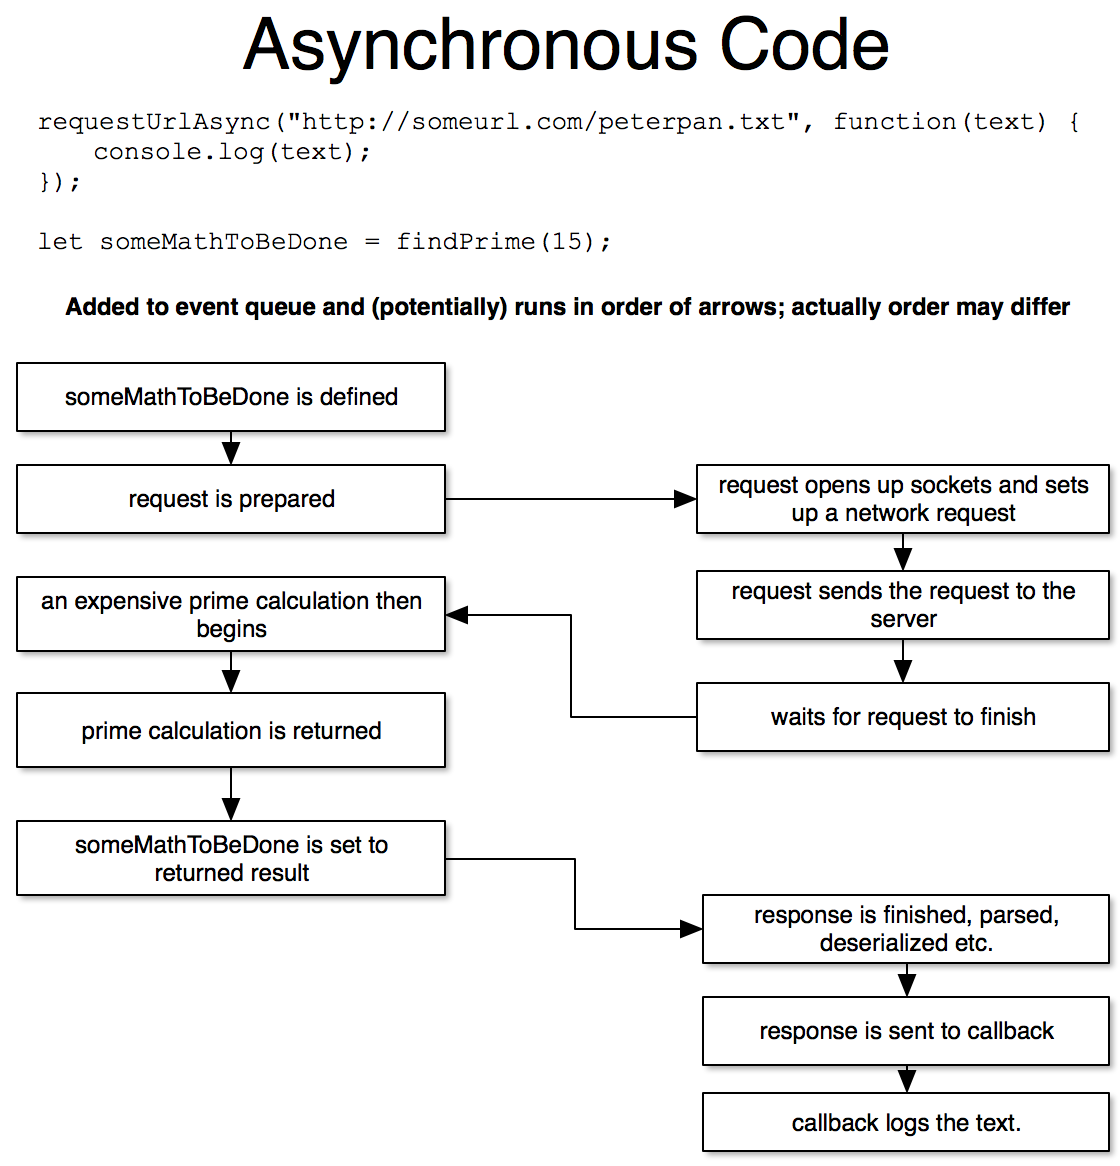 Asynchronous Code
requestUrlAsync("http://someurl.com/peterpan.txt", function(text) {
console.log(text);
});
let someMathToBeDone = findPrime(15);
Added to event queue and (potentially) runs in order of arrows; actually order may differ
someMathToBeDone is defined
request is prepared
request opens up sockets and sets
up a network request
request sends the request to the
server
waits for request to finish
an expensive prime calculation then
begins
prime calculation is returned
someMathToBeDone is set to
returned result
response is finished, parsed,
deserialized etc.
response is sent to callback
callback logs the text.